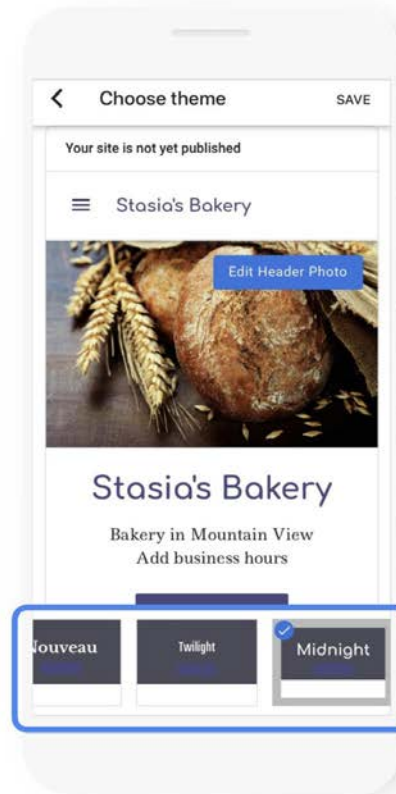 Choose theme SAVE
Your site is not yet published
Stasia's Bakery
Edit Header Photo
Stasia's Bakery
Bakery in Mountain View
Add business hours
Nouveau Twilight Midnight